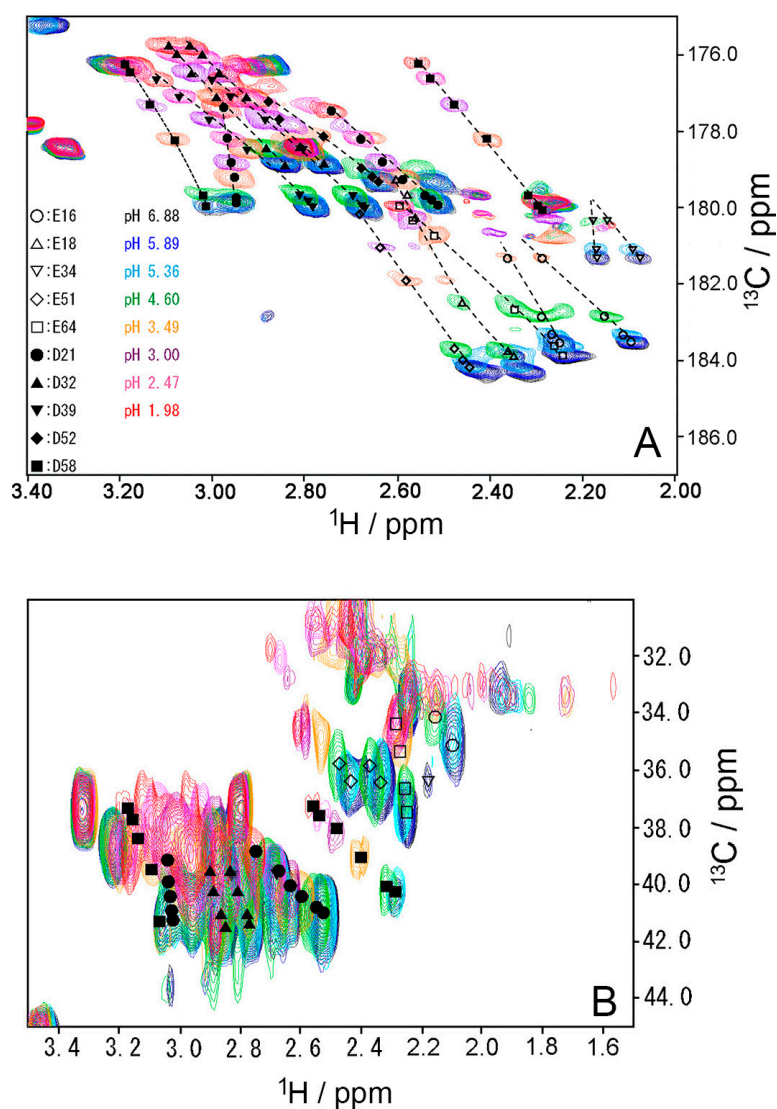 176.0
178.0
180.0
182.0
184.0
186.0
¹³C / ppm
○:E16 pH 6.88
△:E18 pH 5.89
▽:E34 pH 5.36
◇:E51 pH 4.60
□:E64 pH 3.49
●:D21 pH 3.00
▲:D32 pH 2.47
▼:D39 pH 1.98
◆:D52
■:D58
A
3.40 3.20 3.00 2.80 2.60 2.40 2.20 2.00
¹H / ppm
32.0
34.0
36.0
38.0
40.0
42.0
44.0
¹³C / ppm
B
3.4 3.2 3.0 2.8 2.6 2.4 2.2 2.0 1.8 1.6
¹H / ppm